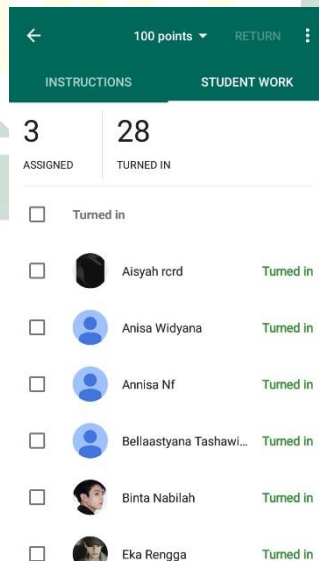 100 points RETURN
INSTRUCTIONS STUDENT WORK
3 28
ASSIGNED TURNED IN
Turned in
Aisyah rcrd Turned in
Anisa Widyana Turned in
Annisa Nf Turned in
Bellaastyana Tashawi... Turned in
Binta Nabilah Turned in
Eka Rengga Turned in